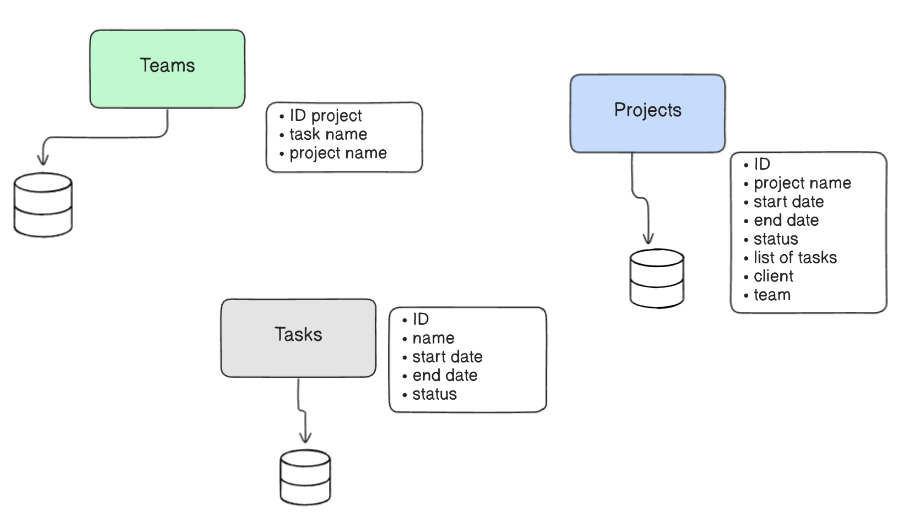 Teams
• ID project
• task name
• project name
Projects
• ID
• project name
• start date
• end date
• status
• list of tasks
• client
• team
Tasks
• ID
• name
• start date
• end date
• status